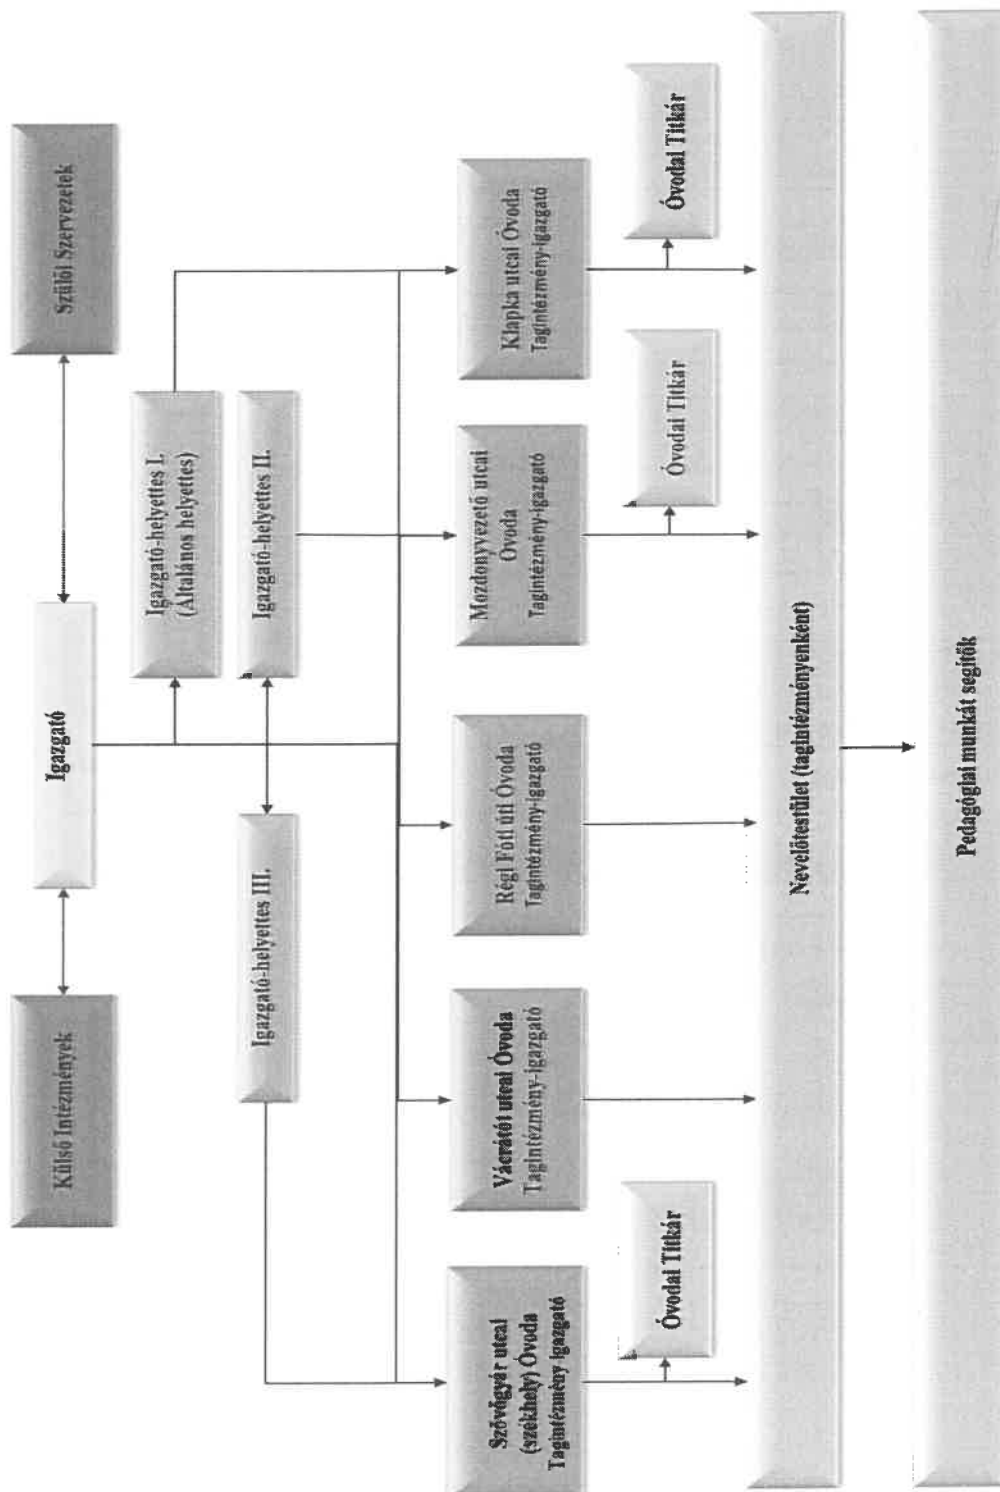 Külső Intézmények
Igazgató
Szülői Szervezetek
Igazgató-helyettes I.
(Általános helyettes)
Igazgató-helyettes III.
Igazgató-helyettes II.
Szövőgyár utcai
(székhely) Óvoda
Tagintézmény-igazgató
Vácrátót utcai Óvoda
Tagintézmény-igazgató
Régi Fóti úti Óvoda
Tagintézmény-igazgató
Mozdonyvezető utcai
Óvoda
Tagintézmény-igazgató
Klapka utcai Óvoda
Tagintézmény-igazgató
Óvodai Titkár
Óvodai Titkár
Óvodai Titkár
Nevelőtestület (tagintézményenként)
Pedagógiai munkát segítők